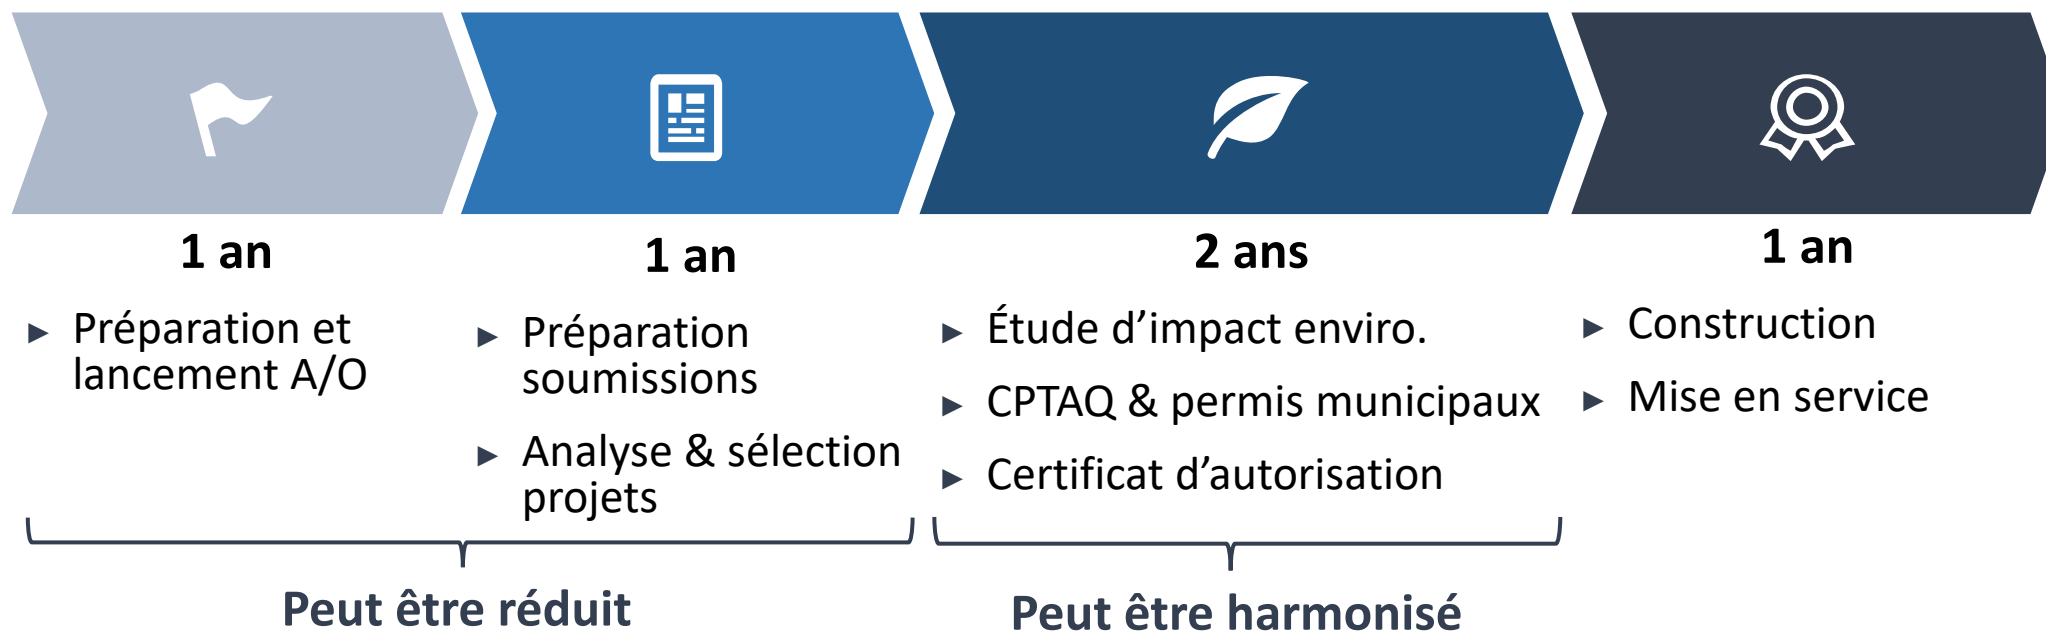 1 an
► Préparation et
lancement A/O
1 an
► Préparation
soumissions
► Analyse & sélection
projets
2 ans
► Étude d’impact enviro.
► CPTAQ & permis municipaux
► Certificat d’autorisation
1 an
► Construction
► Mise en service
Peut être réduit
Peut être harmonisé